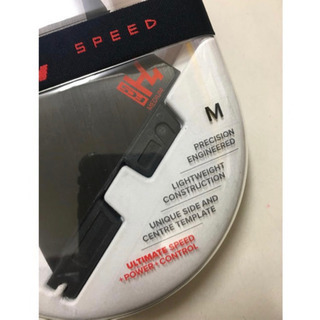 SPEED
M
PRECISION
ENGINEERED
LIGHTWEIGHT
CONSTRUCTION
UNIQUE SIDE AND
CENTRE TEMPLATE
ULTIMATE SPEED
+POWER+CONTROL